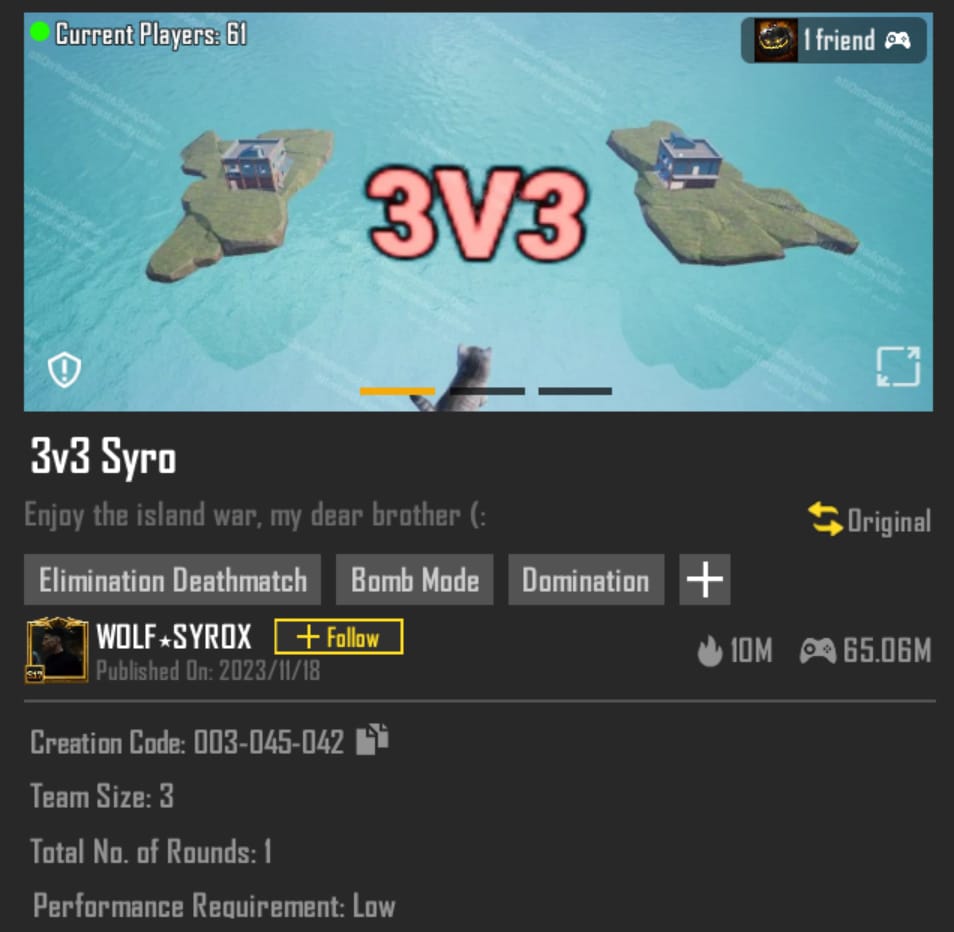 Current Players: 61
1 friend
3V3
3v3 Syro
Enjoy the island war, my dear brother (:
Original
Elimination Deathmatch
Bomb Mode
Domination
WOLF★SYROX
+ Follow
S17
Published On: 2023/11/18
10M
65.06M
Creation Code: 003-045-042
Team Size: 3
Total No. of Rounds: 1
Performance Requirement: Low